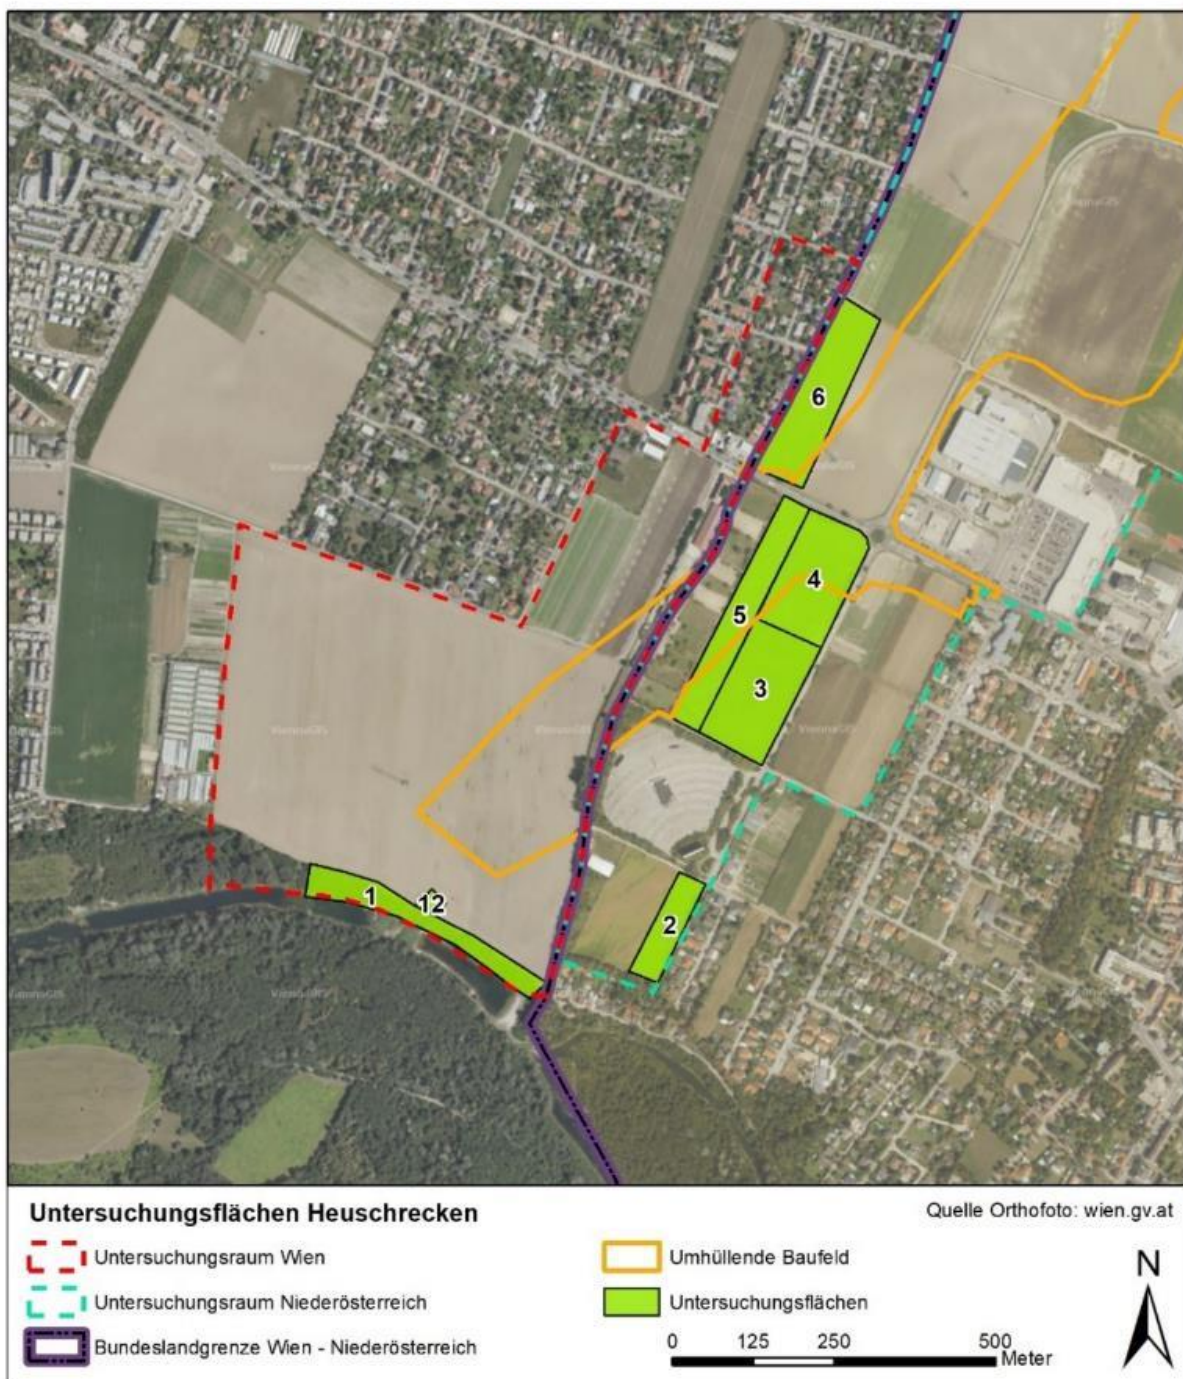 6
4
5
3
1
12
2
Untersuchungsflächen Heuschrecken
Quelle Orthofoto: wien.gv.at
Untersuchungsraum Wien
Umhüllende Baufeld
N
Untersuchungsraum Niederösterreich
Untersuchungsflächen
Bundeslandgrenze Wien - Niederösterreich
0 125 250 500
Meter